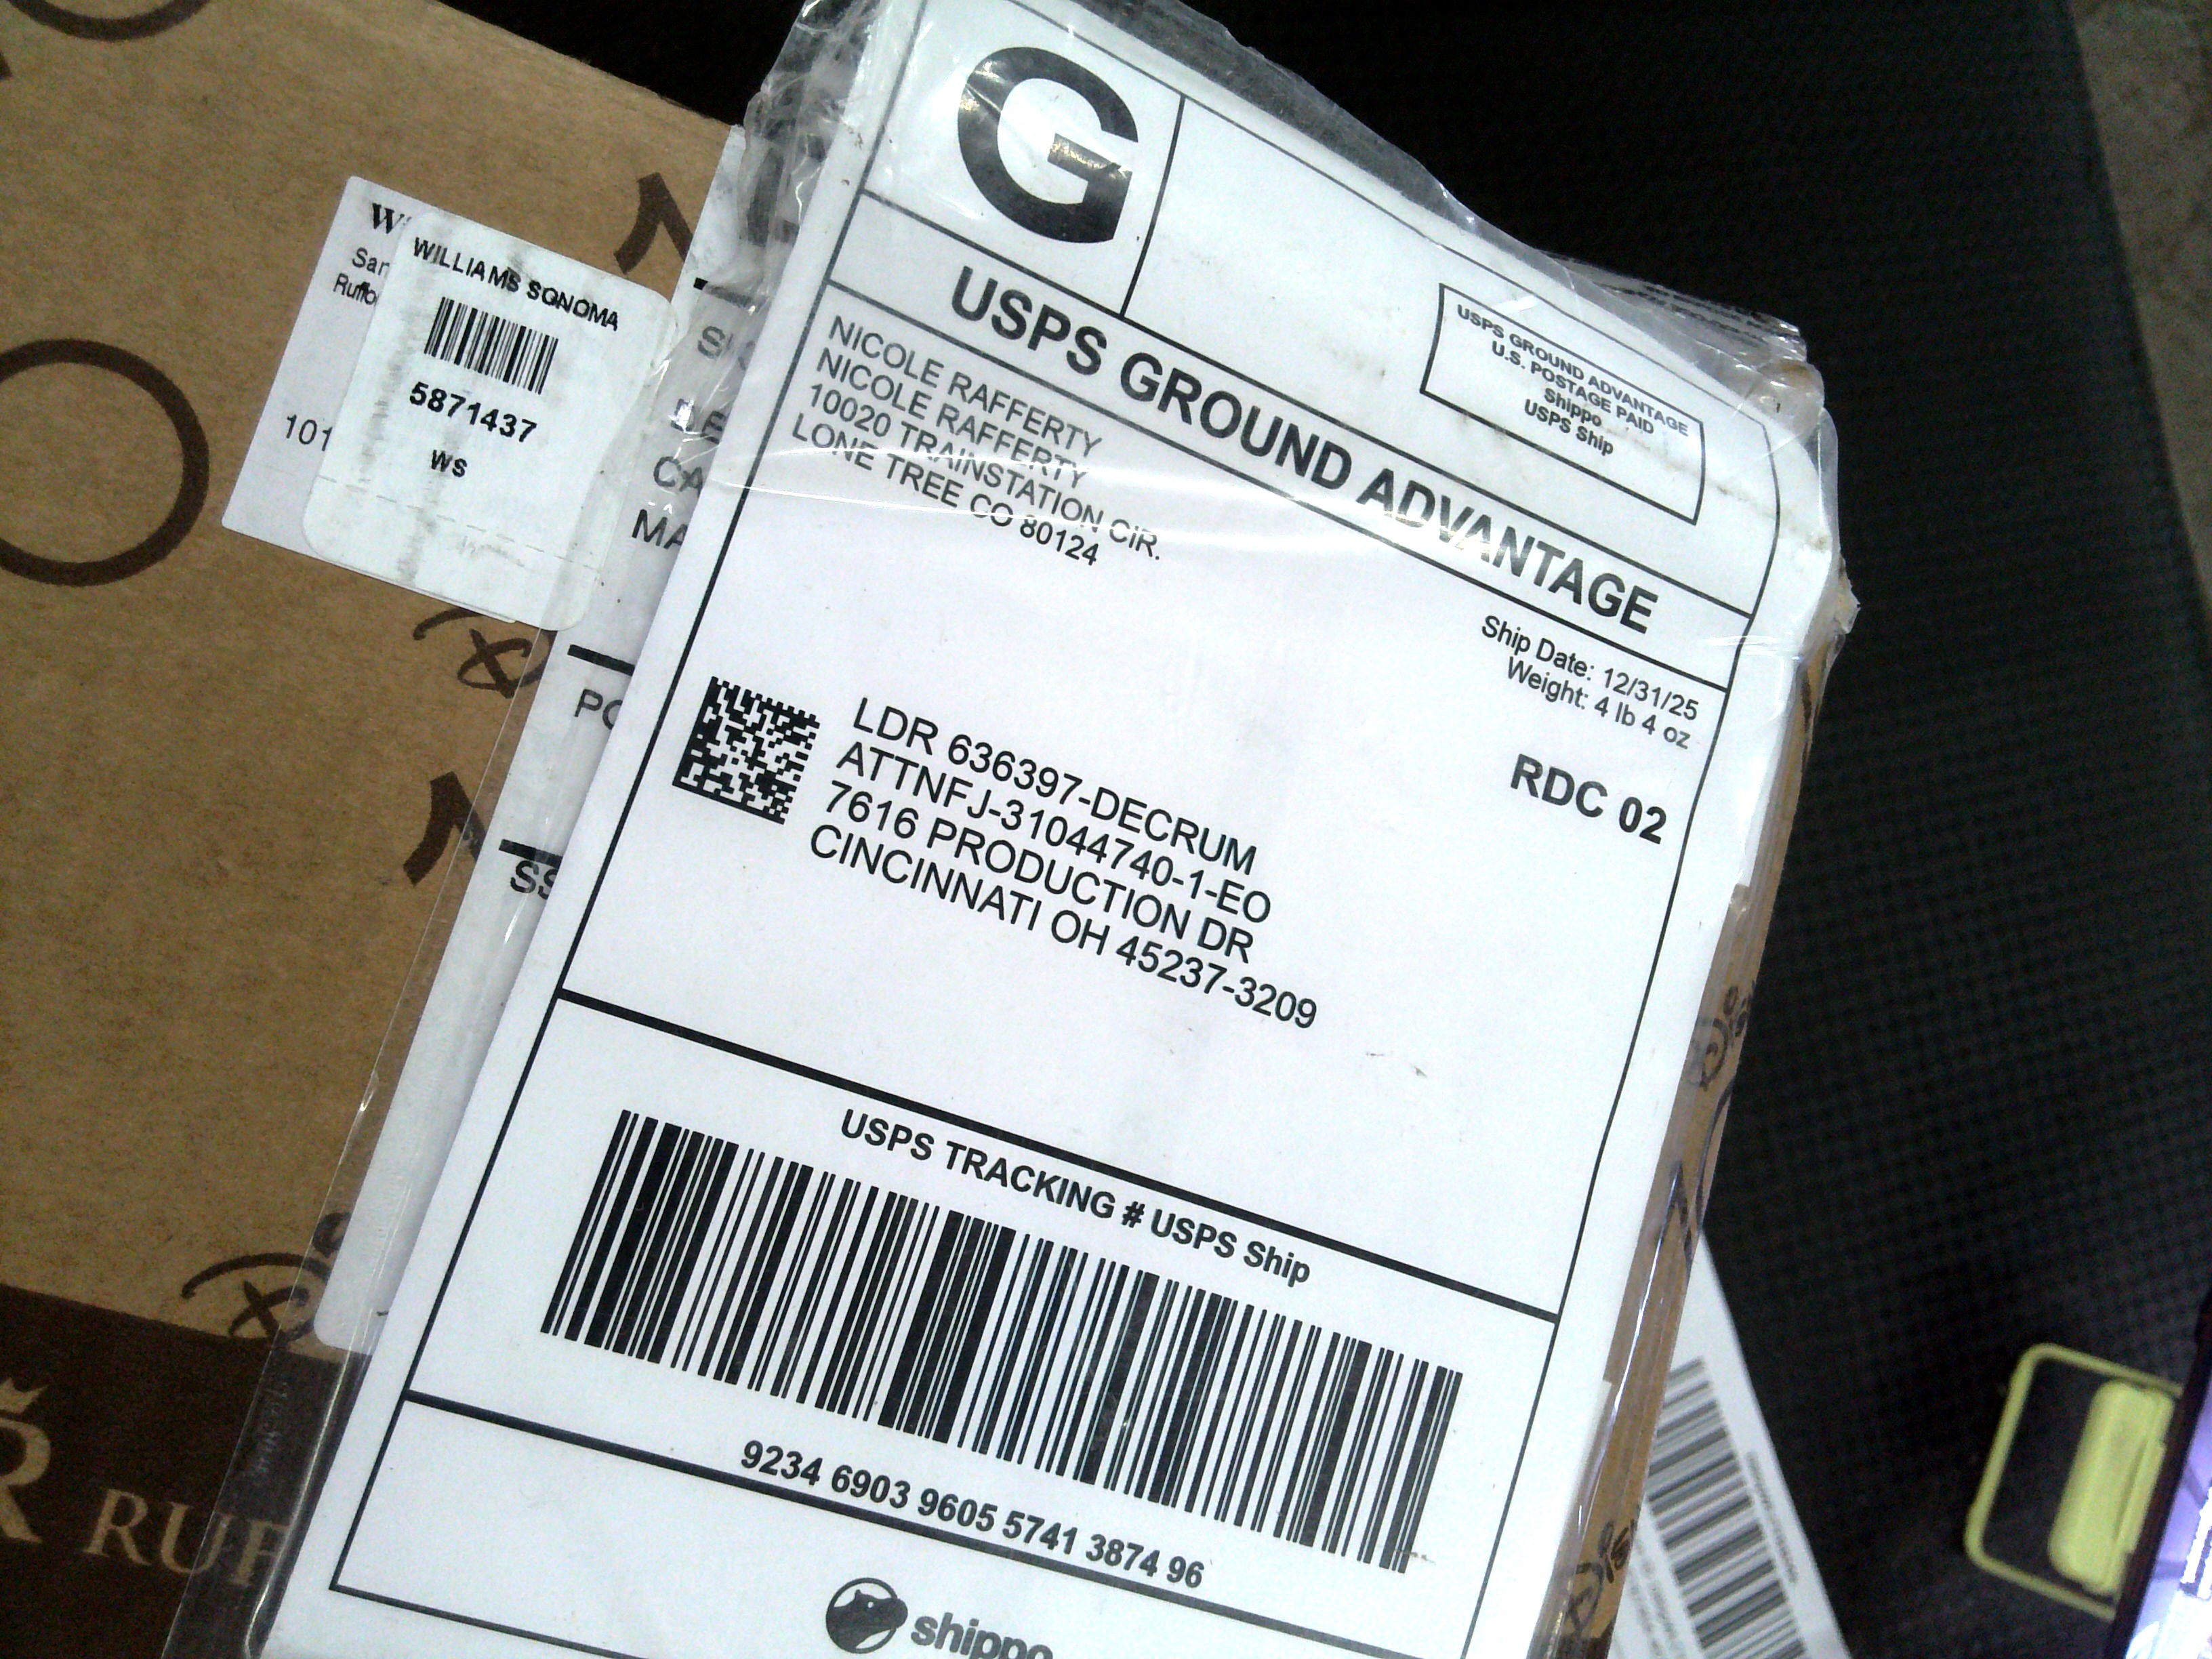 WILLIAMS SONOMA
5871437
WS
101
G
USPS GROUND ADVANTAGE
U.S. POSTAGE PAID
Shippo
USPS Ship
USPS GROUND ADVANTAGE
NICOLE RAFFERTY
NICOLE RAFFERTY
10020 TRAINSTATION CIR.
LONE TREE CO 80124
Ship Date: 12/31/25
Weight: 4 lb 4 oz
RDC 02
LDR 636397-DECRUM
ATTNFJ-31044740-1-EO
7616 PRODUCTION DR
CINCINNATI OH 45237-3209
USPS TRACKING # USPS Ship
9234 6903 9605 5741 3874 96
shippo